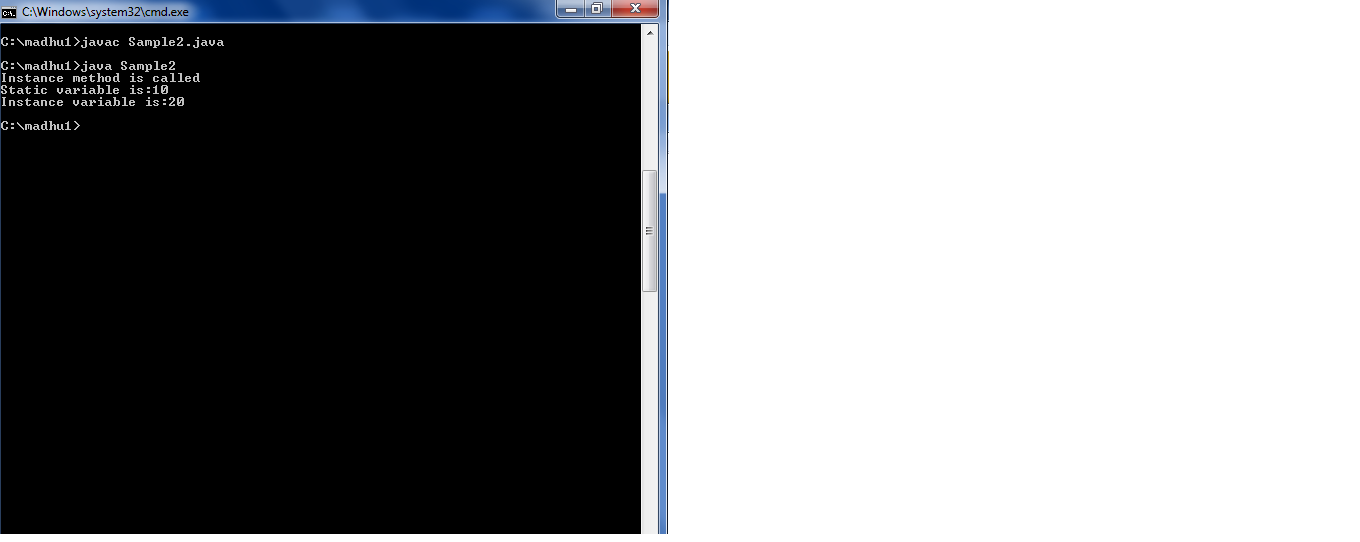 C:\Windows\system32\cmd.exe
C:\madhu1>javac Sample2.java
C:\madhu1>java Sample2
Instance method is called
Static variable is:10
Instance variable is:20
C:\madhu1>